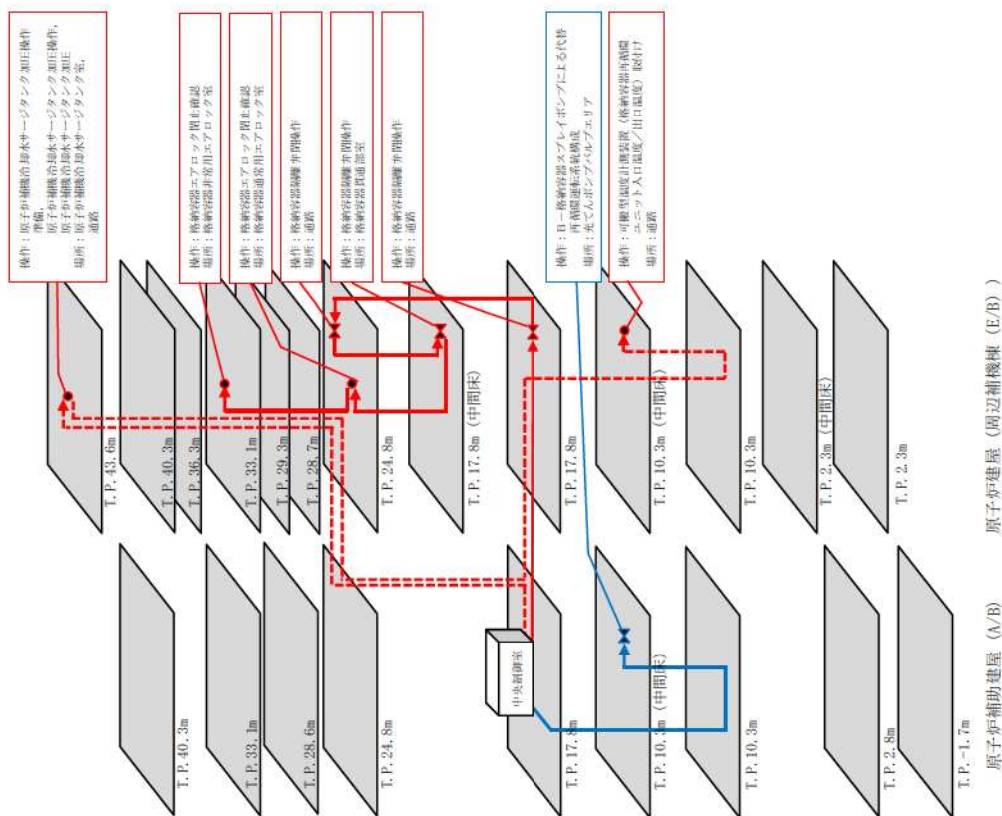 操作：原子炉補機冷却水サージタンク加圧操作
準備，
原子炉補機冷却水サージタンク加圧操作，
原子炉補機冷却水サージタンク加圧
場所：原子炉補機冷却水サージタンク室，
通路
操作：格納容器エアロック閉止確認
場所：格納容器非常用エアロック室
操作：格納容器エアロック閉止確認
場所：格納容器通常用エアロック室
操作：格納容器隔離弁閉操作
場所：通路
操作：格納容器隔離弁閉操作
場所：格納容器貫通部室
操作：格納容器隔離弁閉操作
場所：通路
操作：B－格納容器スプレイポンプによる代替
再循環運転系統構成
場所：充てんポンプバルブエリア
操作：可搬型温度計測装置（格納容器再循環
ユニット入口温度／出口温度）取付け
場所：通路
T.P.43.6m
T.P.40.3m
T.P.36.3m
T.P.33.1m
T.P.29.3m
T.P.28.7m
T.P.24.8m
T.P.17.8m（中間床）
T.P.17.8m
T.P.10.3m（中間床）
T.P.10.3m
T.P.2.3m（中間床）
T.P.2.3m
原子炉建屋（周辺補機棟（E/B））
中央制御室
T.P.40.3m
T.P.33.1m
T.P.28.6m
T.P.24.8m
T.P.17.8m
T.P.10.3m（中間床）
T.P.10.3m
T.P.2.8m
T.P.-1.7m
原子炉補助建屋（A/B）